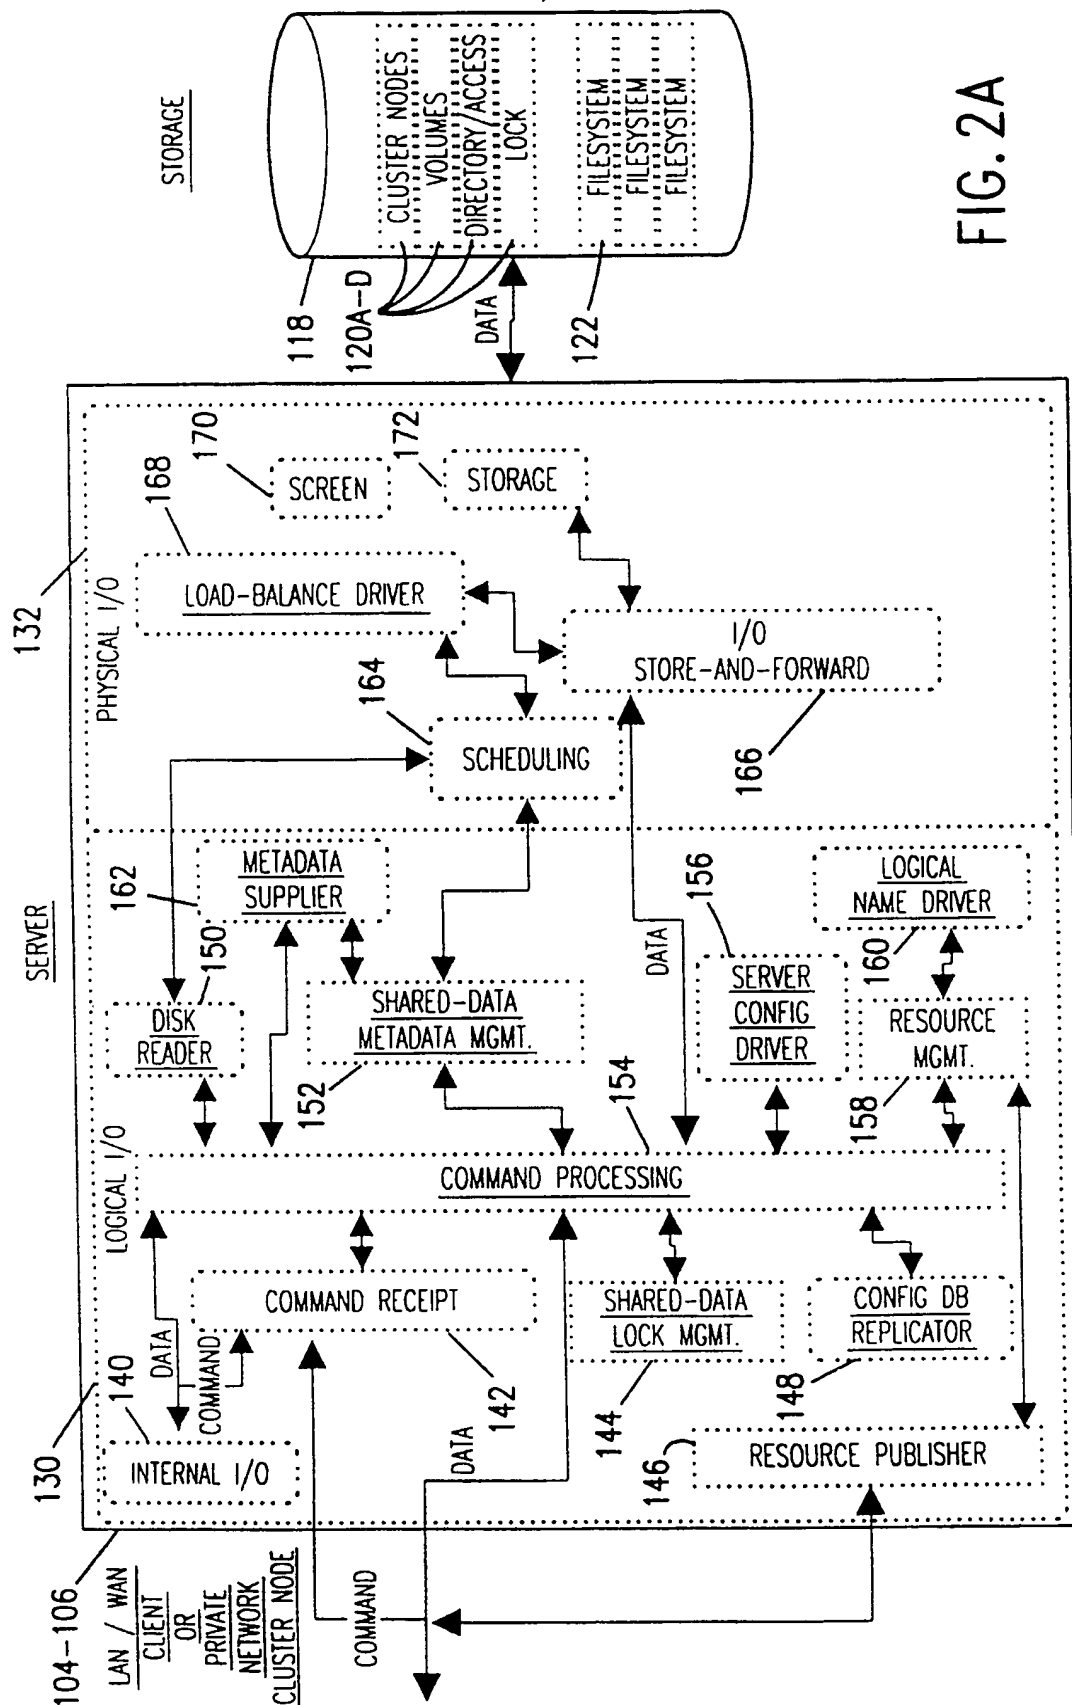 STORAGE
CLUSTER NODES
VOLUMES
DIRECTORY/ACCESS
LOCK
FILESYSTEM
FILESYSTEM
FILESYSTEM
118
120A–D
122
DATA
FIG. 2A
SERVER
132
PHYSICAL I/O
168
LOAD–BALANCE DRIVER
170
SCREEN
172
STORAGE
164
SCHEDULING
I/O
STORE–AND–FORWARD
166
130
LOGICAL I/O
162
METADATA
SUPPLIER
150
DISK
READER
SHARED–DATA
METADATA MGMT.
152
154
DATA
156
SERVER
CONFIG
DRIVER
LOGICAL
NAME DRIVER
160
RESOURCE
MGMT.
158
COMMAND PROCESSING
140
INTERNAL I/O
DATA
COMMAND
COMMAND RECEIPT
142
SHARED–DATA
LOCK MGMT.
144
CONFIG DB
REPLICATOR
148
146
RESOURCE PUBLISHER
DATA
104–106
LAN / WAN
CLIENT
OR
PRIVATE
NETWORK
CLUSTER NODE
COMMAND